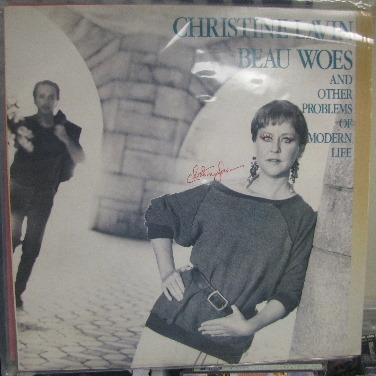 CHRISTINE LAVIN
BEAU WOES
AND
OTHER
PROBLEMS
OF
MODERN
LIFE